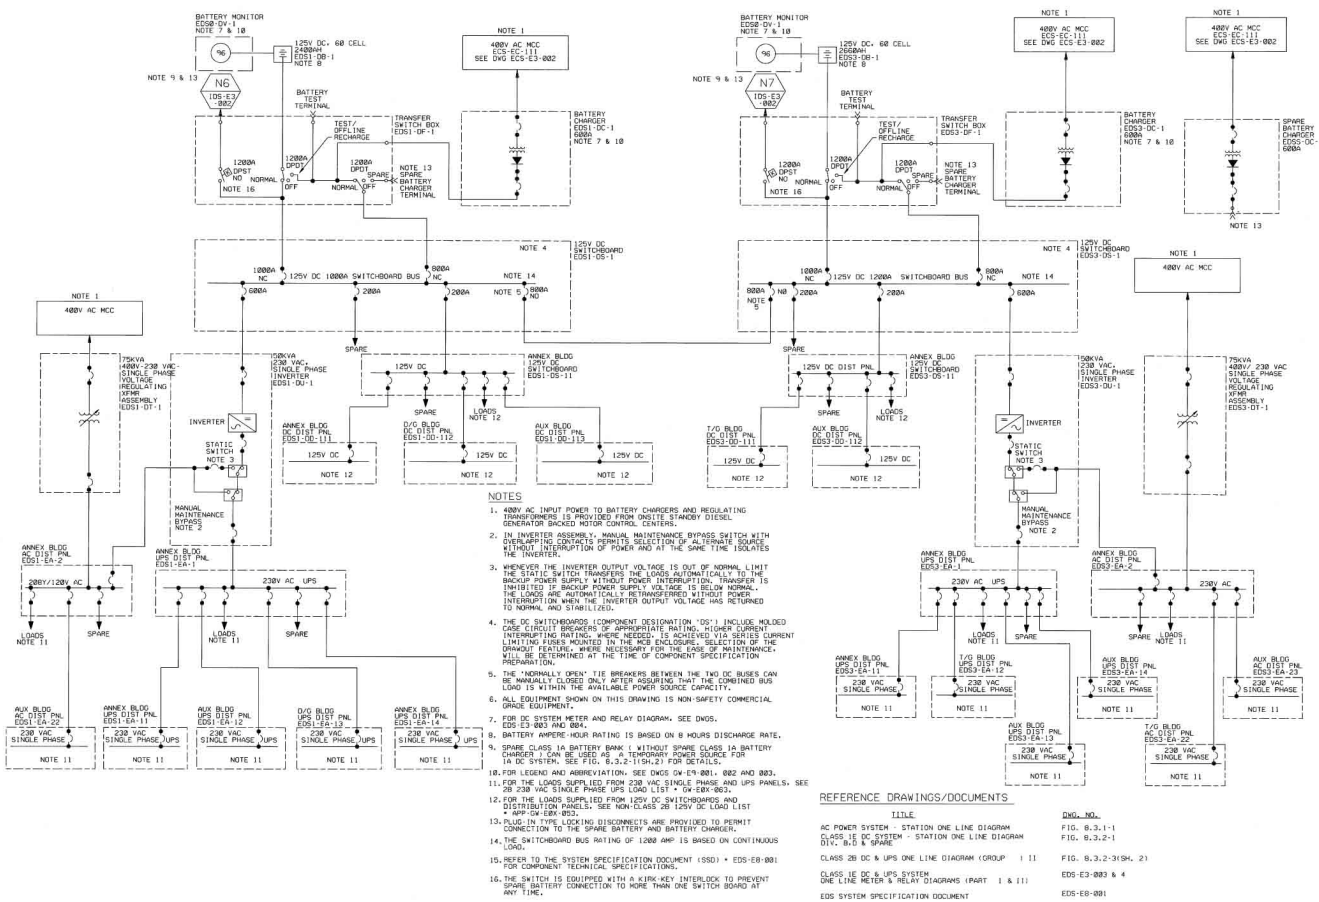 BATTERY MONITOR
EDS0-DV-1
NOTE 7 & 10
96
125V DC, 60 CELL
2400AH
EDS1-DB-1
NOTE 8
NOTE 1
400V AC MCC
ECS-EC-111
SEE DWG ECS-E3-002
NOTE 9 & 13
N6
IDS-E3
-002
BATTERY
TEST
TERMINAL
TEST/
OFFLINE
RECHARGE
TRANSFER
SWITCH BOX
EDS1-DF-1
BATTERY
CHARGER
EDS1-DC-1
600A
NOTE 7 & 10
1200A
DPST
NO
NOTE 16
1200A
DPDT
NORMAL
OFF
1200A
DPDT
NORMAL
SPARE
OFF
NOTE 13
SPARE
BATTERY
CHARGER
TERMINAL
BATTERY MONITOR
EDS0-DV-1
NOTE 7 & 10
96
125V DC, 60 CELL
2660AH
EDS3-DB-1
NOTE 8
NOTE 1
400V AC MCC
ECS-EC-111
SEE DWG ECS-E3-002
NOTE 1
400V AC MCC
ECS-EC-111
SEE DWG ECS-E3-002
NOTE 9 & 13
N7
IDS-E3
-002
BATTERY
TEST
TERMINAL
TEST/
OFFLINE
RECHARGE
TRANSFER
SWITCH BOX
EDS3-DF-1
BATTERY
CHARGER
EDS3-DC-1
600A
NOTE 7 & 10
SPARE
BATTERY
CHARGER
EDSS-DC-
600A
1200A
DPST
NO
NOTE 16
1200A
DPDT
NORMAL
OFF
1200A
DPDT
NORMAL
SPARE
OFF
NOTE 13
SPARE
BATTERY
CHARGER
TERMINAL
NOTE 13
NOTE 4
125V DC
SWITCHBOARD
EDS1-DS-1
1000A
NC
125V DC 1000A SWITCHBOARD BUS
800A
NC
NOTE 14
600A
200A
200A
NOTE 5
800A
NO
SPARE
NOTE 4
125V DC
SWITCHBOARD
EDS3-DS-1
1000A
NC
125V DC 1200A SWITCHBOARD BUS
800A
NC
NOTE 14
800A
NO
NOTE
5
200A
200A
600A
SPARE
NOTE 1
400V AC MCC
NOTE 1
400V AC MCC
75KVA
400V-230 VAC-
SINGLE PHASE
VOLTAGE
REGULATING
XFMR
ASSEMBLY
EDS1-DT-1
50KVA
230 VAC,
SINGLE PHASE
INVERTER
EDS1-DU-1
INVERTER
STATIC
SWITCH
NOTE 3
MANUAL
MAINTENANCE
BYPASS
NOTE 2
125V DC
ANNEX BLDG
125V DC
SWITCHBOARD
EDS1-DS-11
SPARE
LOADS
NOTE 12
ANNEX BLDG
DC DIST PNL
EDS1-DD-111
125V DC
NOTE 12
D/G BLDG
DC DIST PNL
EDS1-DD-112
125V DC
NOTE 12
AUX BLDG
DC DIST PNL
EDS1-DD-113
125V DC
NOTE 12
125V DC DIST PNL
ANNEX BLDG
125V DC
SWITCHBOARD
EDS3-DS-11
SPARE
LOADS
NOTE 12
T/G BLDG
DC DIST PNL
EDS3-DD-111
125V DC
NOTE 12
AUX BLDG
DC DIST PNL
EDS3-DD-112
125V DC
NOTE 12
50KVA
230 VAC,
SINGLE PHASE
INVERTER
EDS3-DU-1
INVERTER
STATIC
SWITCH
NOTE 3
MANUAL
MAINTENANCE
BYPASS
NOTE 2
75KVA
400V/ 230 VAC
SINGLE PHASE
VOLTAGE
REGULATING
XFMR
ASSEMBLY
EDS3-DT-1
ANNEX BLDG
AC DIST PNL
EDS1-EA-2
208Y/120V AC
LOADS
NOTE 11
SPARE
ANNEX BLDG
UPS DIST PNL
EDS1-EA-1
230V AC UPS
LOADS
NOTE 11
SPARE
AUX BLDG
AC DIST PNL
EDS1-EA-22
230 VAC
SINGLE PHASE
NOTE 11
ANNEX BLDG
UPS DIST PNL
EDS1-EA-11
230 VAC
SINGLE PHASE UPS
NOTE 11
AUX BLDG
UPS DIST PNL
EDS1-EA-12
230 VAC
SINGLE PHASE UPS
NOTE 11
D/G BLDG
UPS DIST PNL
EDS1-EA-13
230 VAC
SINGLE PHASE UPS
NOTE 11
ANNEX BLDG
UPS DIST PNL
EDS1-EA-14
230 VAC
SINGLE PHASE UPS
NOTE 11
ANNEX BLDG
UPS DIST PNL
EDS3-EA-1
230V AC UPS
LOADS
NOTE 11
SPARE
ANNEX BLDG
AC DIST PNL
EDS3-EA-2
230V AC
SPARE
LOADS
NOTE 11
ANNEX BLDG
UPS DIST PNL
EDS3-EA-11
230 VAC
SINGLE PHASE
NOTE 11
T/G BLDG
UPS DIST PNL
EDS3-EA-12
230 VAC
SINGLE PHASE
NOTE 11
AUX BLDG
UPS DIST PNL
EDS3-EA-14
230 VAC
SINGLE PHASE
NOTE 11
AUX BLDG
AC DIST PNL
EDS3-EA-23
230 VAC
SINGLE PHASE
NOTE 11
AUX BLDG
UPS DIST PNL
EDS3-EA-13
230 VAC
SINGLE PHASE
NOTE 11
T/G BLDG
AC DIST PNL
EDS3-EA-22
230 VAC
SINGLE PHASE
NOTE 11
NOTES
1. 400V AC INPUT POWER TO BATTERY CHARGERS AND REGULATING
TRANSFORMERS IS PROVIDED FROM ONSITE STANDBY DIESEL
GENERATOR BACKED MOTOR CONTROL CENTERS.
2. IN INVERTER ASSEMBLY, MANUAL MAINTENANCE BYPASS SWITCH WITH
OVERLAPPING CONTACTS PERMITS SELECTION OF ALTERNATE SOURCE
WITHOUT INTERRUPTION OF POWER AND AT THE SAME TIME ISOLATES
THE INVERTER.
3. WHENEVER THE INVERTER OUTPUT VOLTAGE IS OUT OF NORMAL LIMIT
THE STATIC SWITCH TRANSFERS THE LOADS AUTOMATICALLY TO THE
BACKUP POWER SUPPLY WITHOUT POWER INTERRUPTION. TRANSFER IS
INHIBITED IF BACKUP POWER SUPPLY VOLTAGE IS BELOW NORMAL.
THE LOADS ARE AUTOMATICALLY RETRANSFERRED WITHOUT POWER
INTERRUPTION WHEN THE INVERTER OUTPUT VOLTAGE HAS RETURNED
TO NORMAL AND STABILIZED.
4. THE DC SWITCHBOARDS (COMPONENT DESIGNATION 'DS') INCLUDE MOLDED
CASE CIRCUIT BREAKERS OF APPROPRIATE RATING. HIGHER CURRENT
INTERRUPTING RATING, WHERE NEEDED, IS ACHIEVED VIA SERIES CURRENT
LIMITING FUSES MOUNTED IN THE MCB ENCLOSURE. SELECTION OF THE
DRAWOUT FEATURE, WHERE NECESSARY FOR THE EASE OF MAINTENANCE,
WILL BE DETERMINED AT THE TIME OF COMPONENT SPECIFICATION
PREPARATION.
5. THE 'NORMALLY OPEN' TIE BREAKERS BETWEEN THE TWO DC BUSES CAN
BE MANUALLY CLOSED ONLY AFTER ASSURING THAT THE COMBINED BUS
LOAD IS WITHIN THE AVAILABLE POWER SOURCE CAPACITY.
6. ALL EQUIPMENT SHOWN ON THIS DRAWING IS NON-SAFETY COMMERCIAL
GRADE EQUIPMENT.
7. FOR DC SYSTEM METER AND RELAY DIAGRAM, SEE DWGS.
EDS-E3-003 AND 004.
8. BATTERY AMPERE-HOUR RATING IS BASED ON 8 HOURS DISCHARGE RATE.
9. SPARE CLASS 1A BATTERY BANK ( WITHOUT SPARE CLASS 1A BATTERY
CHARGER ) CAN BE USED AS A TEMPORARY POWER SOURCE FOR
1A DC SYSTEM. SEE FIG. 8.3.2-1(SH.2) FOR DETAILS.
10. FOR LEGEND AND ABBREVIATION, SEE DWGS GW-E9-001, 002 AND 003.
11. FOR THE LOADS SUPPLIED FROM 230 VAC SINGLE PHASE AND UPS PANELS, SEE
2B 230 VAC SINGLE PHASE UPS LOAD LIST * GW-E0X-063.
12. FOR THE LOADS SUPPLIED FROM 125V DC SWITCHBOARDS AND
DISTRIBUTION PANELS, SEE NON-CLASS 2B 125V DC LOAD LIST
* APP-GW-E0X-053.
13. PLUG-IN TYPE LOCKING DISCONNECTS ARE PROVIDED TO PERMIT
CONNECTION TO THE SPARE BATTERY AND BATTERY CHARGER.
14. THE SWITCHBOARD BUS RATING OF 1200 AMP IS BASED ON CONTINUOUS
LOAD.
15. REFER TO THE SYSTEM SPECIFICATION DOCUMENT (SSD) * EDS-E8-001
FOR COMPONENT TECHNICAL SPECIFICATIONS.
16. THE SWITCH IS EQUIPPED WITH A KIRK-KEY INTERLOCK TO PREVENT
SPARE BATTERY CONNECTION TO MORE THAN ONE SWITCH BOARD AT
ANY TIME.
REFERENCE DRAWINGS/DOCUMENTS
TITLE DWG. NO.
AC POWER SYSTEM - STATION ONE LINE DIAGRAM FIG. 8.3.1-1
CLASS 1E DC SYSTEM - STATION ONE LINE DIAGRAM FIG. 8.3.2-1
DIV. B,D & SPARE
CLASS 2B DC & UPS ONE LINE DIAGRAM (GROUP I II FIG. 8.3.2-3(SH. 2)
CLASS 1E DC & UPS SYSTEM EDS-E3-003 & 4
ONE LINE METER & RELAY DIAGRAMS (PART I & II)
EDS SYSTEM SPECIFICATION DOCUMENT EDS-E8-001